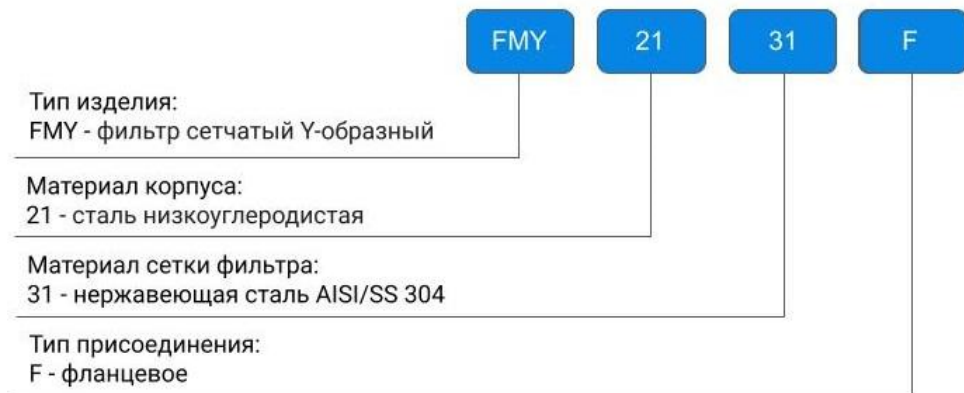 FMY 21 31 F
Тип изделия:
FMY - фильтр сетчатый Y-образный
Материал корпуса:
21 - сталь низкоуглеродистая
Материал сетки фильтра:
31 - нержавеющая сталь AISI/SS 304
Тип присоединения:
F - фланцевое